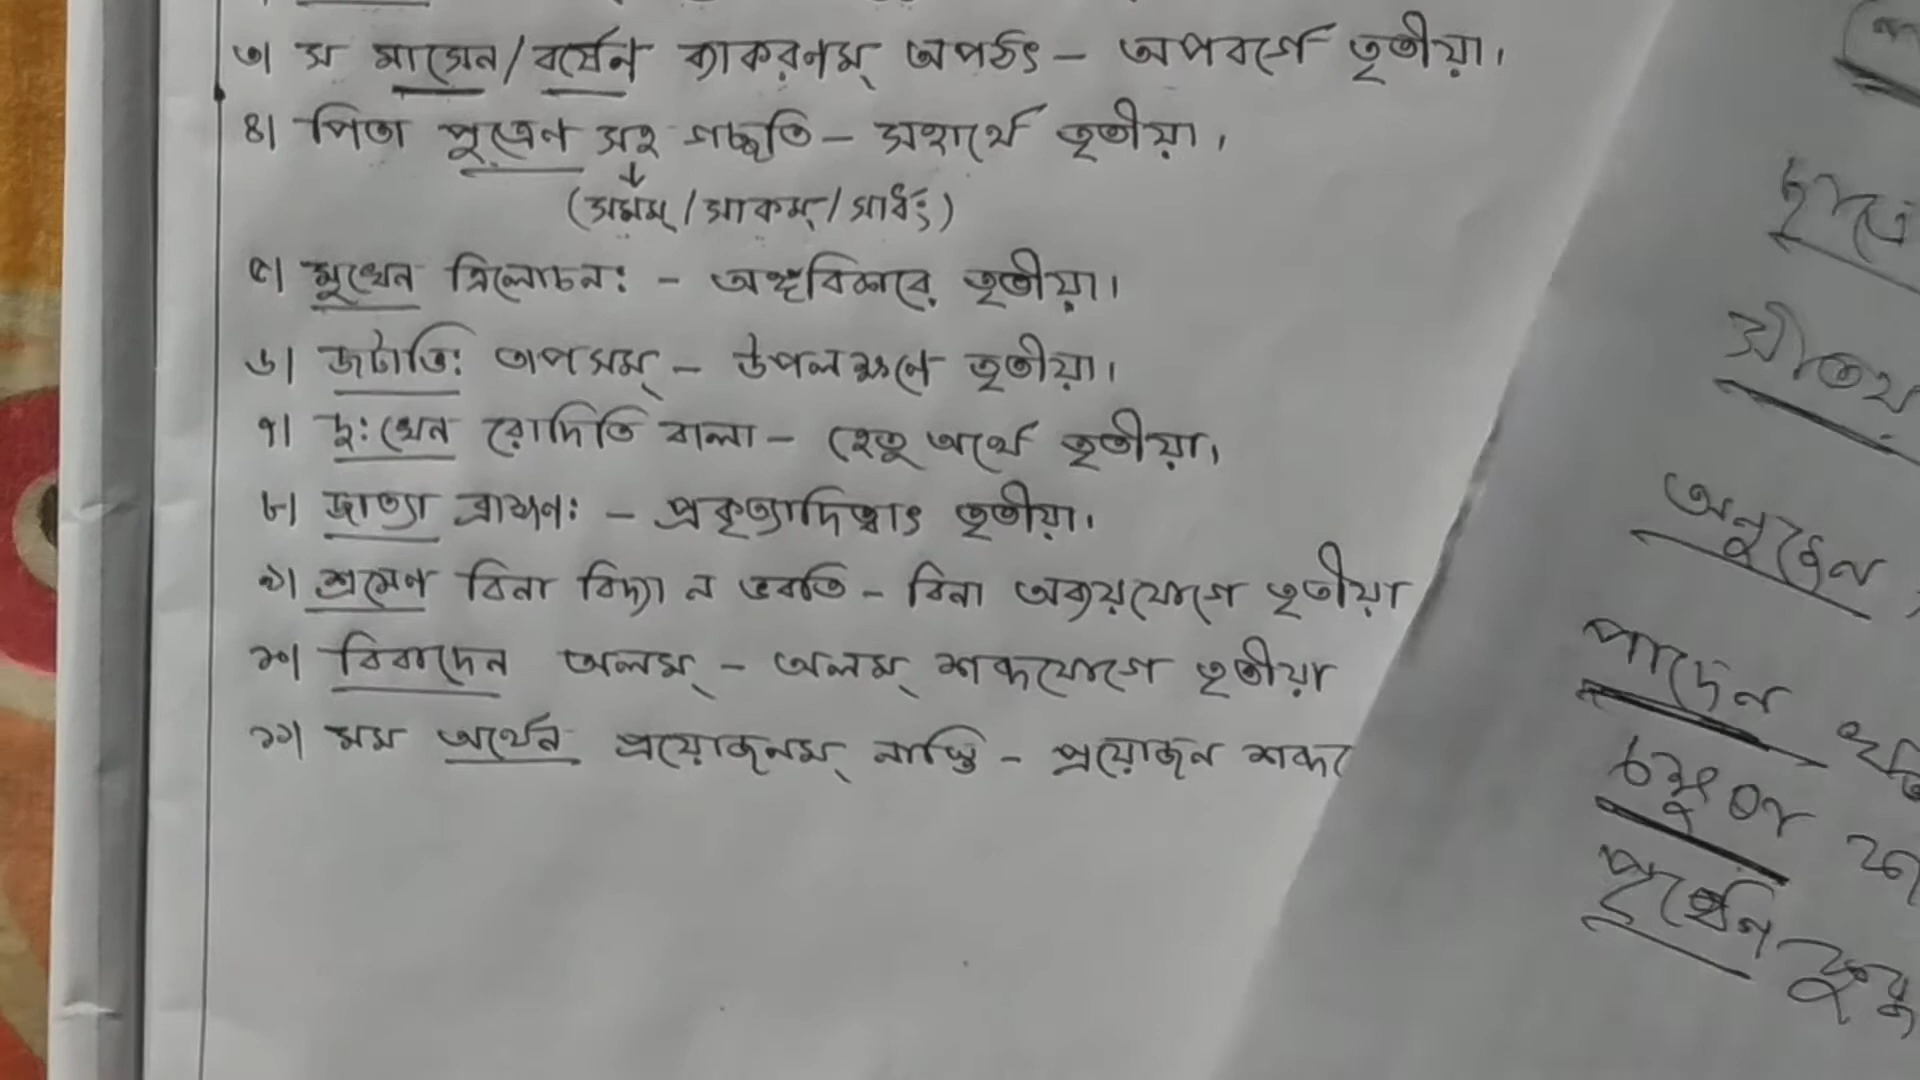 ৩। স মাসেন/বর্ষেন ব্যাকরণম্ অপঠৎ – অপবর্গে তৃতীয়া।
৪। পিতা পুত্রেণ সহ গচ্ছতি – সহার্থে তৃতীয়া।
(সমম্/সাকম্/সার্ধং)
৫। মুখেন ত্রিলোচনঃ – অঙ্গবিকারে তৃতীয়া।
৬। জটাভিঃ তাপসম্ – উপলক্ষণে তৃতীয়া।
৭। দুঃখেন রোদিতি বালা – হেতু অর্থে তৃতীয়া।
৮। জাত্যা ব্রাহ্মণঃ – প্রকৃত্যাদিত্বাৎ তৃতীয়া।
৯। শ্রমেণ বিনা বিদ্যা ন ভবতি – বিনা অব্যয়যোগে তৃতীয়া
১০। বিবাদেন অলম্ – অলম্ শব্দযোগে তৃতীয়া
১১। মম অর্থেন প্রয়োজনম্ নাস্তি – প্রয়োজন শব্দ
পাদেন